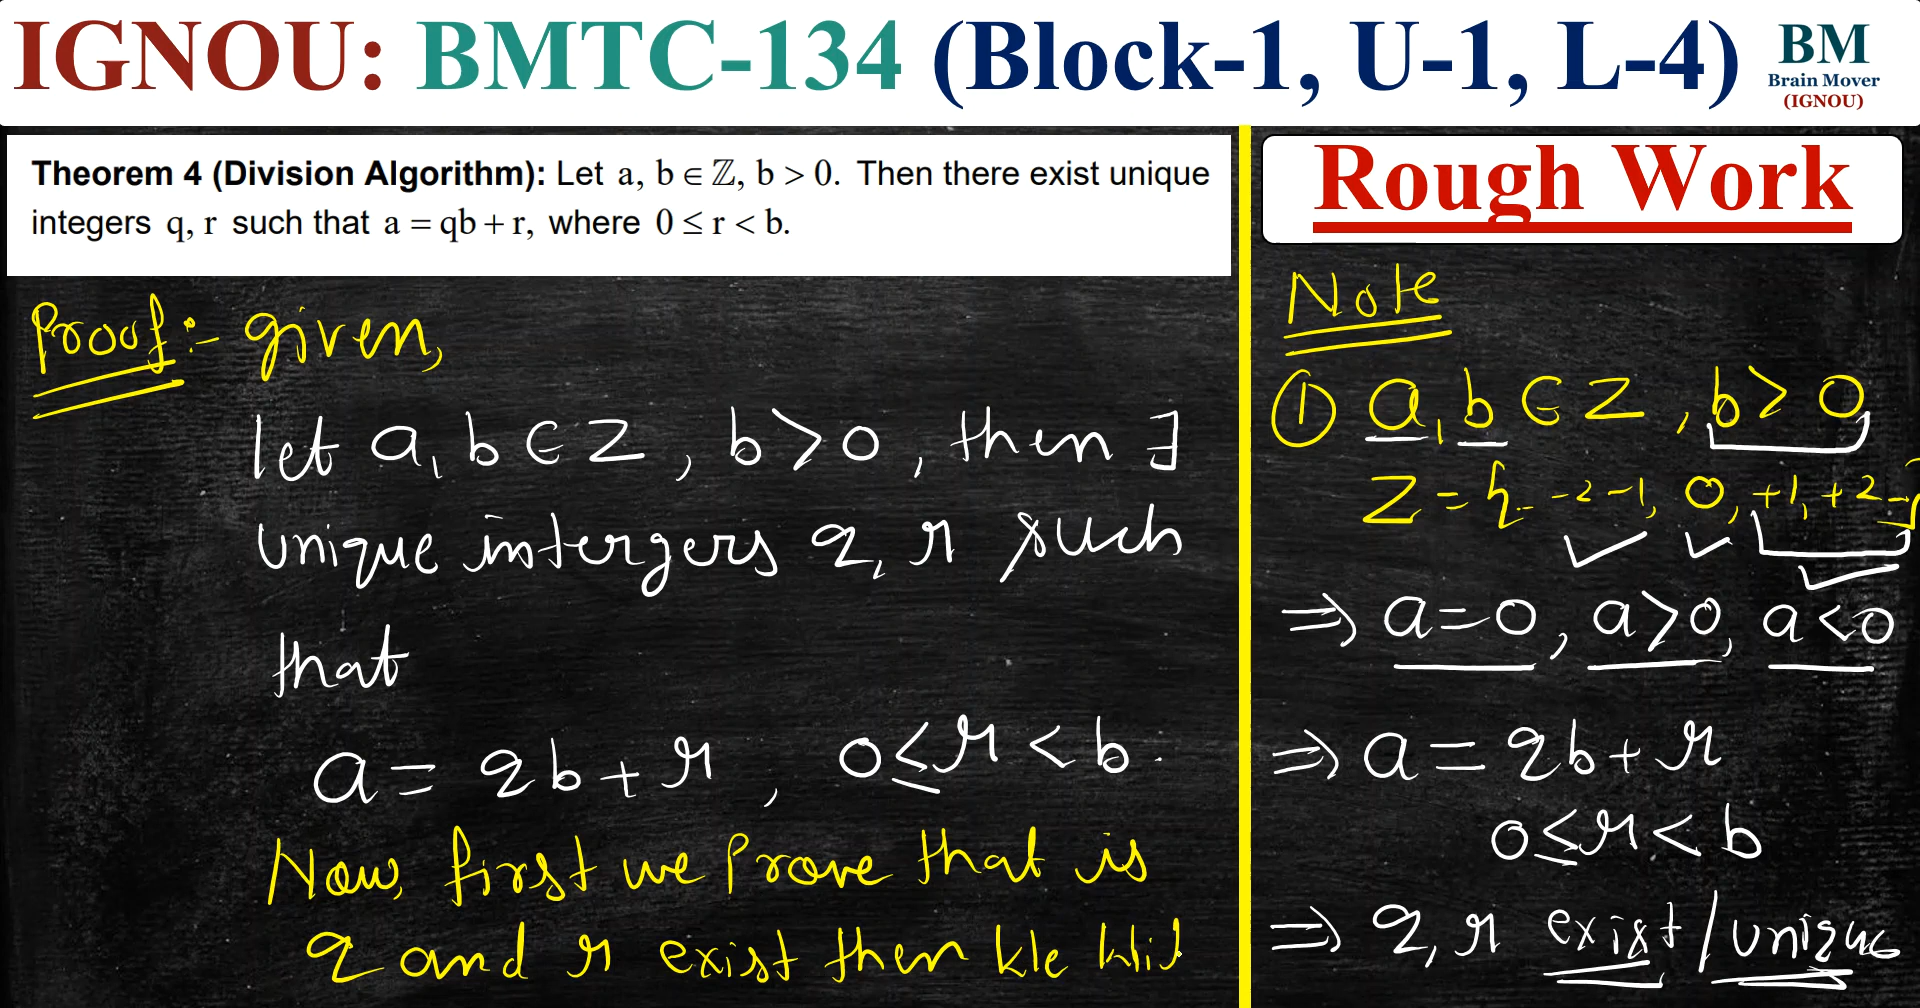 IGNOU: BMTC-134 (Block-1, U-1, L-4)
BM
Brain Mover
(IGNOU)
Theorem 4 (Division Algorithm): Let a, b ∈ ℤ, b > 0. Then there exist unique
integers q, r such that a = qb + r, where 0 ≤ r < b.
Proof:- given,
let a, b ∈ Z, b > 0, then ∃
unique intergers q, r such
that
a = qb + r, 0 ≤ r < b.
Now, first we prove that is
q and r exist then
Rough Work
Note
① a, b ∈ Z, b > 0
Z = {.. -2 -1, 0, +1, +2 -}
⇒ a = 0, a > 0, a < 0
⇒ a = qb + r
0 ≤ r < b
⇒ q, r exist / unique